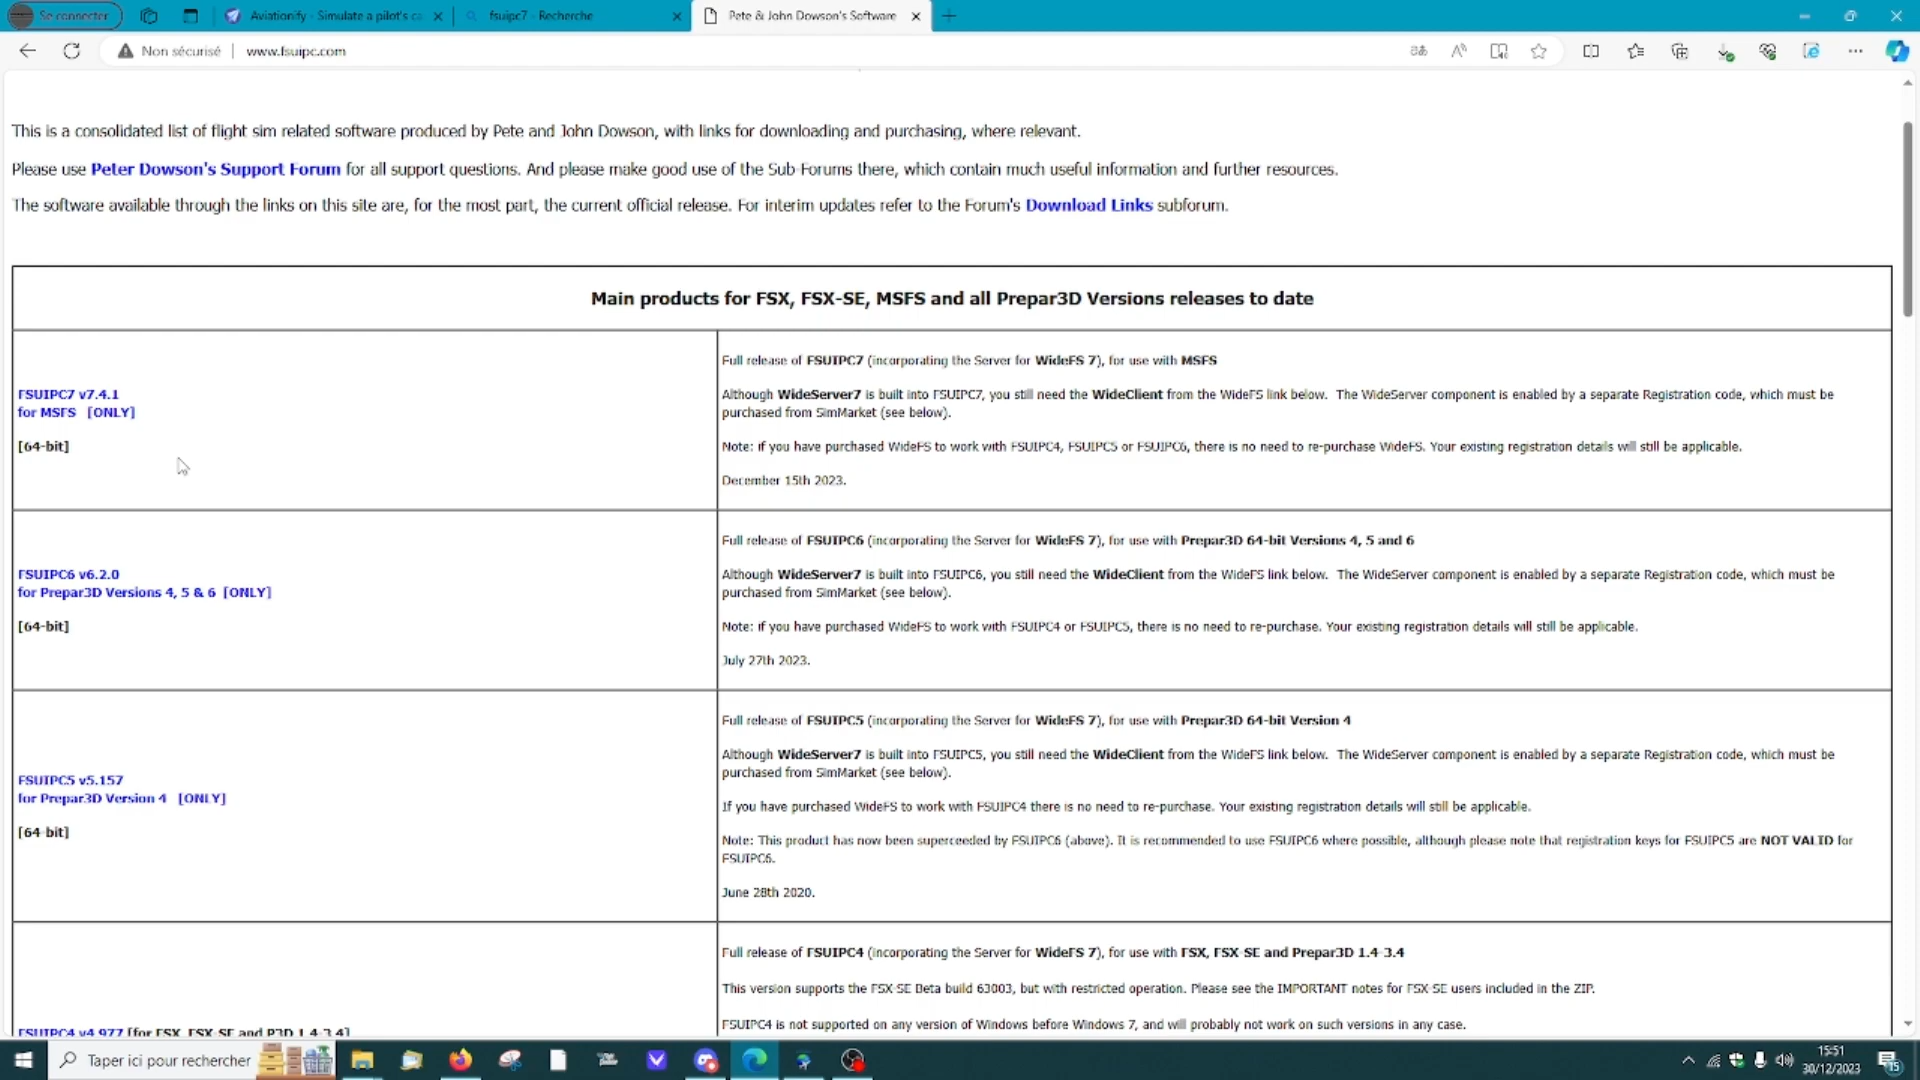 Se connecter
Aviationify - Simulate a pilot's ca
fsuipc7 - Recherche
Pete & John Dowson's Software
Non sécurisé
www.fsuipc.com
This is a consolidated list of flight sim related software produced by Pete and John Dowson, with links for downloading and purchasing, where relevant.
Please use Peter Dowson's Support Forum for all support questions. And please make good use of the Sub-Forums there, which contain much useful information and further resources.
The software available through the links on this site are, for the most part, the current official release. For interim updates refer to the Forum's Download Links subforum.
Main products for FSX, FSX-SE, MSFS and all Prepar3D Versions releases to date
FSUIPC7 v7.4.1
for MSFS [ONLY]
[64-bit]
Full release of FSUIPC7 (incorporating the Server for WideFS 7), for use with MSFS
Although WideServer7 is built into FSUIPC7, you still need the WideClient from the WideFS link below. The WideServer component is enabled by a separate Registration code, which must be
purchased from SimMarket (see below).
Note: if you have purchased WideFS to work with FSUIPC4, FSUIPC5 or FSUIPC6, there is no need to re-purchase WideFS. Your existing registration details will still be applicable.
December 15th 2023.
FSUIPC6 v6.2.0
for Prepar3D Versions 4, 5 & 6 [ONLY]
[64-bit]
Full release of FSUIPC6 (incorporating the Server for WideFS 7), for use with Prepar3D 64-bit Versions 4, 5 and 6
Although WideServer7 is built into FSUIPC6, you still need the WideClient from the WideFS link below. The WideServer component is enabled by a separate Registration code, which must be
purchased from SimMarket (see below).
Note: if you have purchased WideFS to work with FSUIPC4 or FSUIPC5, there is no need to re-purchase. Your existing registration details will still be applicable.
July 27th 2023.
FSUIPC5 v5.157
for Prepar3D Version 4 [ONLY]
[64-bit]
Full release of FSUIPC5 (incorporating the Server for WideFS 7), for use with Prepar3D 64-bit Version 4
Although WideServer7 is built into FSUIPC5, you still need the WideClient from the WideFS link below. The WideServer component is enabled by a separate Registration code, which must be
purchased from SimMarket (see below).
If you have purchased WideFS to work with FSUIPC4 there is no need to re-purchase. Your existing registration details will still be applicable.
Note: This product has now been superceeded by FSUIPC6 (above). It is recommended to use FSUIPC6 where possible, although please note that registration keys for FSUIPC5 are NOT VALID for
FSUIPC6.
June 28th 2020.
FSUIPC4 v4.977 [for FSX, FSX-SE and P3D 1.4-3.4]
Full release of FSUIPC4 (incorporating the Server for WideFS 7), for use with FSX, FSX-SE and Prepar3D 1.4-3.4
This version supports the FSX-SE Beta build 63003, but with restricted operation. Please see the IMPORTANT notes for FSX-SE users included in the ZIP.
FSUIPC4 is not supported on any version of Windows before Windows 7, and will probably not work on such versions in any case.
Taper ici pour rechercher
15:51
30/12/2023
15